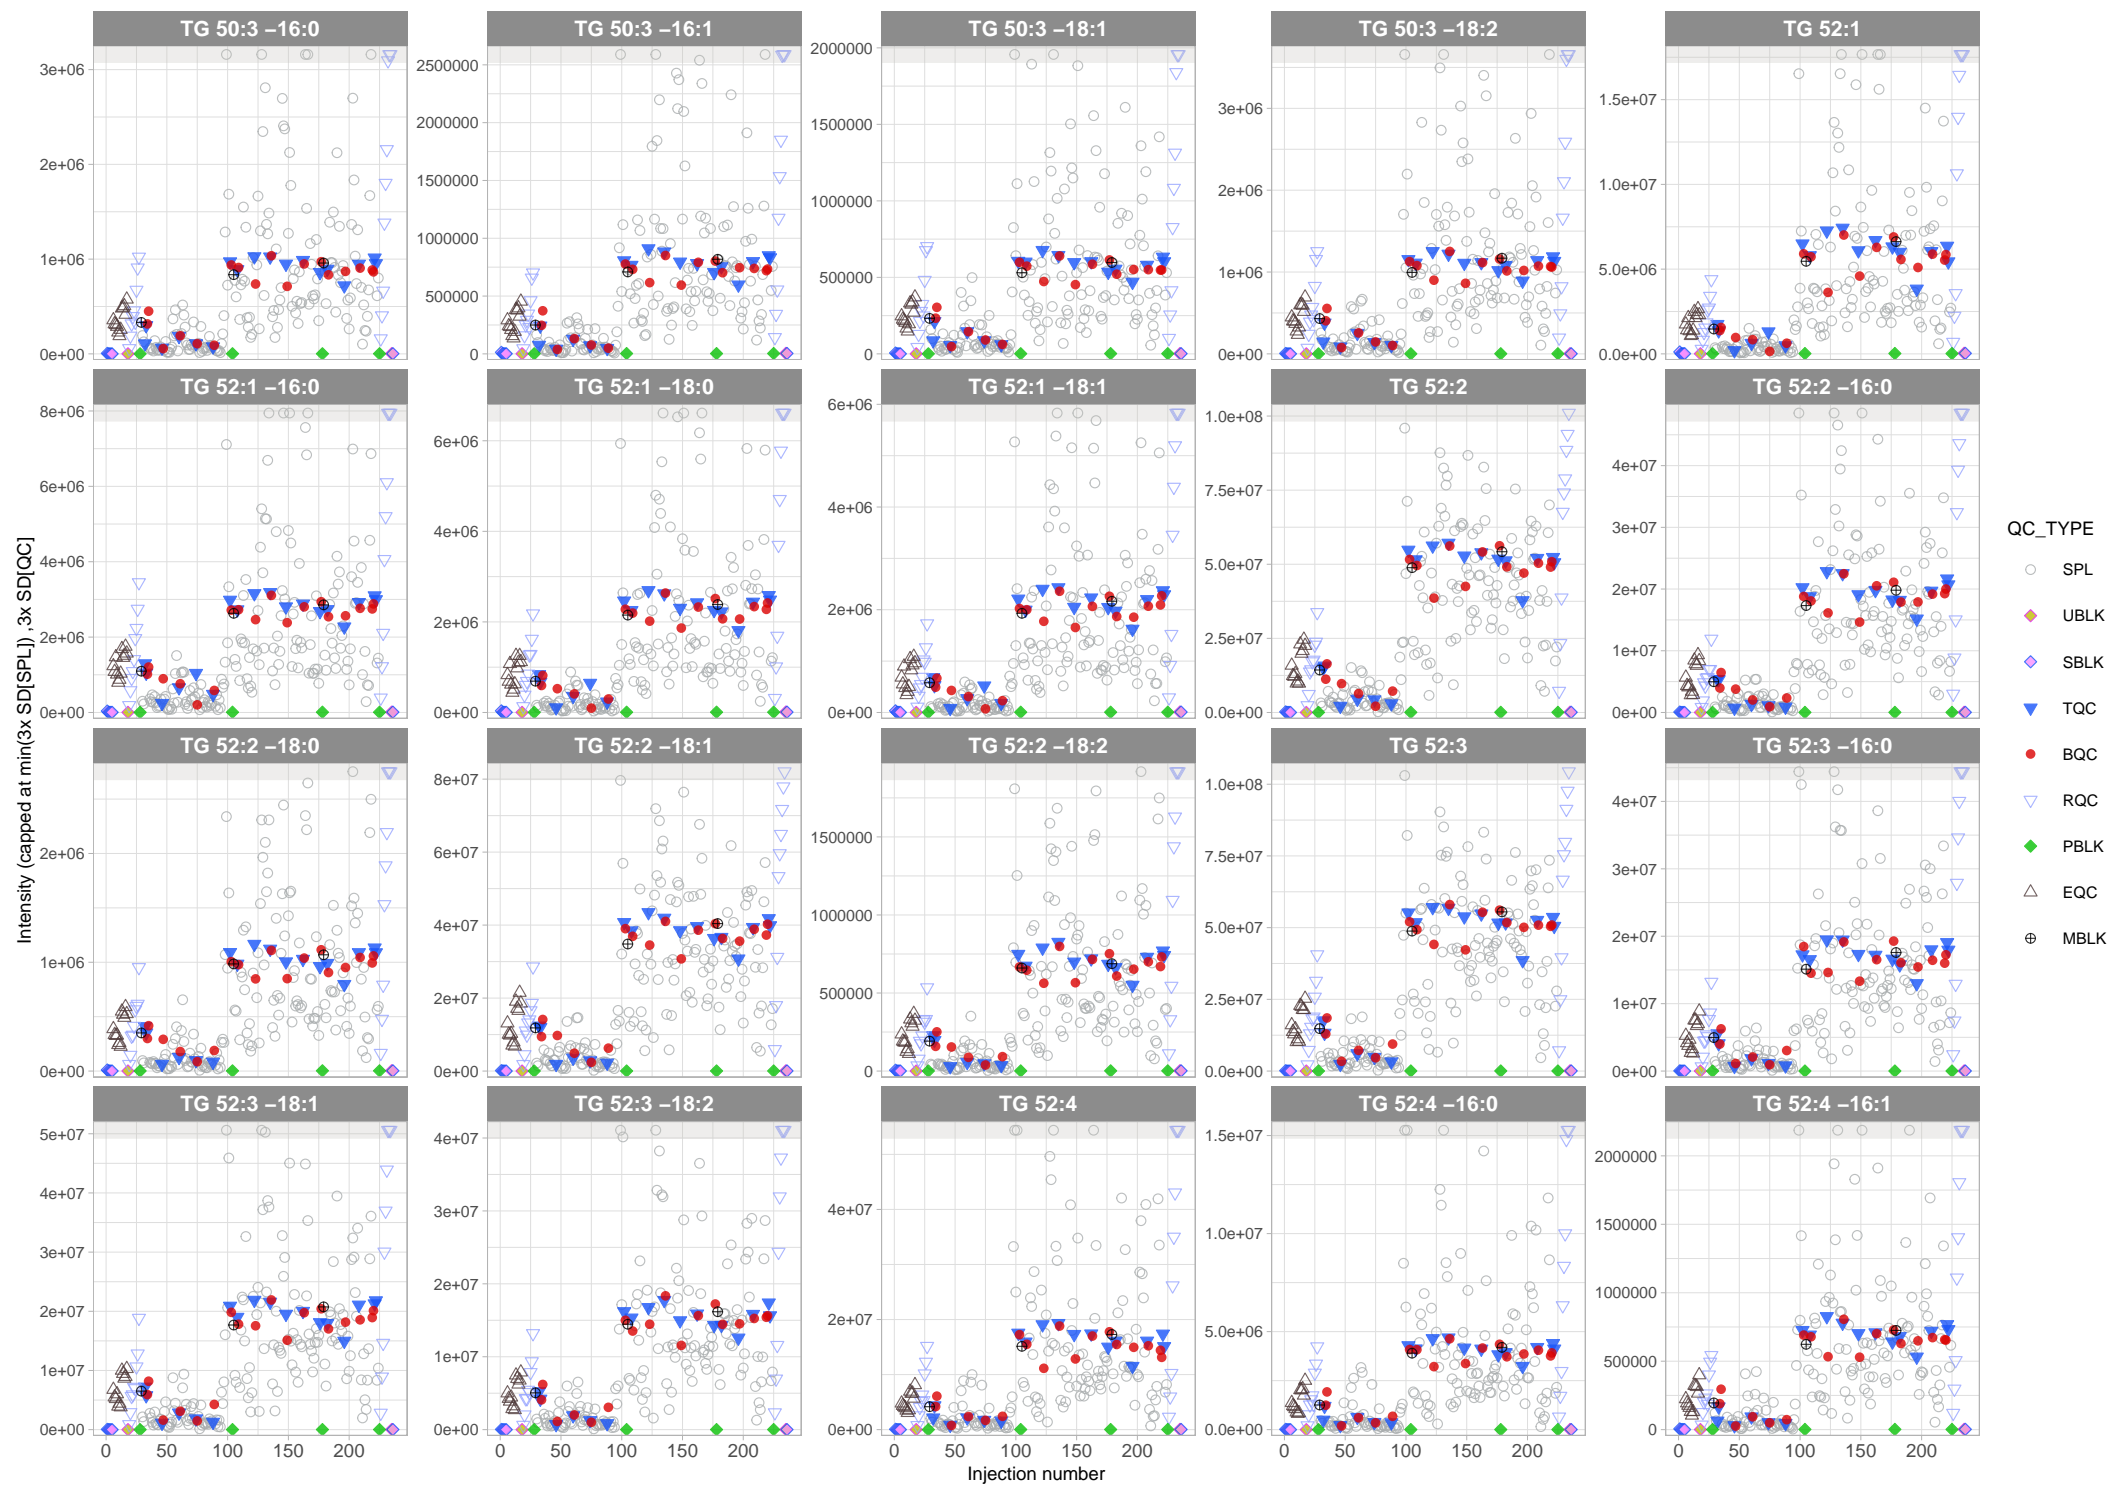 TG 50:3 −16:0
TG 50:3 −16:1
TG 50:3 −18:1
TG 50:3 −18:2
TG 52:1
3e+06
2e+06
1e+06
0e+00
2500000
2000000
1500000
1000000
500000
0
2000000
1500000
1000000
500000
0
3e+06
2e+06
1e+06
0e+00
1.5e+07
1.0e+07
5.0e+06
0.0e+00
TG 52:1 −16:0
TG 52:1 −18:0
TG 52:1 −18:1
TG 52:2
TG 52:2 −16:0
8e+06
6e+06
4e+06
2e+06
0e+00
6e+06
4e+06
2e+06
0e+00
6e+06
4e+06
2e+06
0e+00
1.0e+08
7.5e+07
5.0e+07
2.5e+07
0.0e+00
4e+07
3e+07
2e+07
1e+07
0e+00
TG 52:2 −18:0
TG 52:2 −18:1
TG 52:2 −18:2
TG 52:3
TG 52:3 −16:0
2e+06
1e+06
0e+00
8e+07
6e+07
4e+07
2e+07
0e+00
1500000
1000000
500000
0
1.0e+08
7.5e+07
5.0e+07
2.5e+07
0.0e+00
4e+07
3e+07
2e+07
1e+07
0e+00
TG 52:3 −18:1
TG 52:3 −18:2
TG 52:4
TG 52:4 −16:0
TG 52:4 −16:1
5e+07
4e+07
3e+07
2e+07
1e+07
0e+00
4e+07
3e+07
2e+07
1e+07
0e+00
4e+07
2e+07
0e+00
1.5e+07
1.0e+07
5.0e+06
0.0e+00
2000000
1500000
1000000
500000
0
0 50 100 150 200
0 50 100 150 200
0 50 100 150 200
0 50 100 150 200
0 50 100 150 200
Injection number
Intensity (capped at min(3x SD[SPL]) ,3x SD[QC]
QC_TYPE
SPL
UBLK
SBLK
TQC
BQC
RQC
PBLK
EQC
MBLK